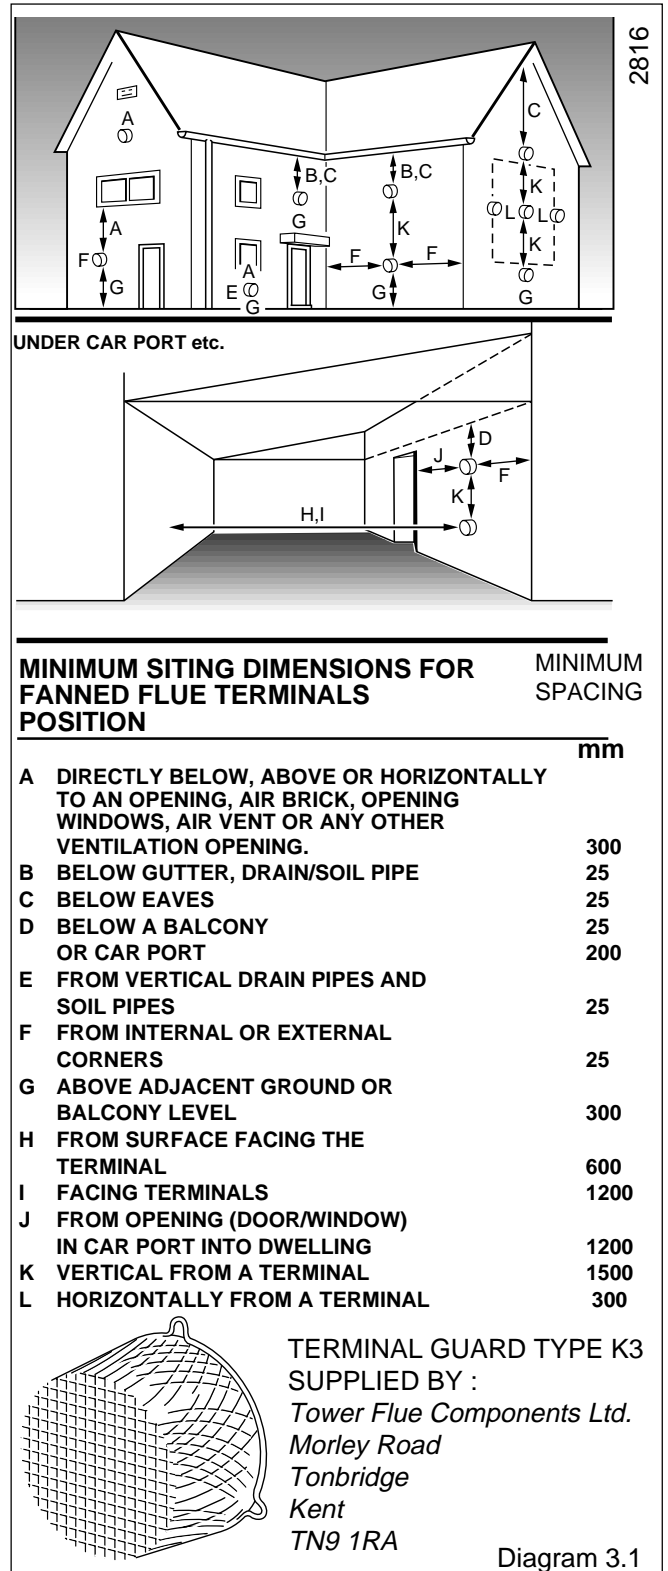 2816
A
C
B,C
B,C
K
A
L
L
G
K
K
F
F
F
A
G
E
G
G
G
UNDER CAR PORT etc.
D
J
F
K
H,I
MINIMUM SITING DIMENSIONS FOR
FANNED FLUE TERMINALS
POSITION
MINIMUM
SPACING
mm
A DIRECTLY BELOW, ABOVE OR HORIZONTALLY
TO AN OPENING, AIR BRICK, OPENING
WINDOWS, AIR VENT OR ANY OTHER
VENTILATION OPENING. 300
B BELOW GUTTER, DRAIN/SOIL PIPE 25
C BELOW EAVES 25
D BELOW A BALCONY 25
OR CAR PORT 200
E FROM VERTICAL DRAIN PIPES AND
SOIL PIPES 25
F FROM INTERNAL OR EXTERNAL
CORNERS 25
G ABOVE ADJACENT GROUND OR
BALCONY LEVEL 300
H FROM SURFACE FACING THE
TERMINAL 600
I FACING TERMINALS 1200
J FROM OPENING (DOOR/WINDOW)
IN CAR PORT INTO DWELLING 1200
K VERTICAL FROM A TERMINAL 1500
L HORIZONTALLY FROM A TERMINAL 300
TERMINAL GUARD TYPE K3
SUPPLIED BY :
Tower Flue Components Ltd.
Morley Road
Tonbridge
Kent
TN9 1RA
Diagram 3.1